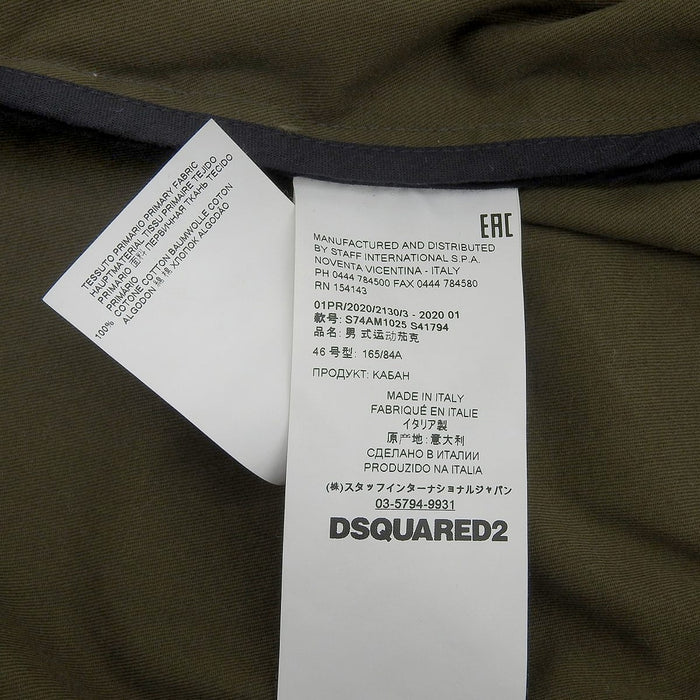 TESSUTO PRIMARIO PRIMARY FABRIC
HAUPTMATERIAL TISSU PRIMAIRE TEJIDO
PRIMARIO 面料 ПЕРВИЧНАЯ ТКАНЬ TECIDO
PRIMÁRIO
100% COTONE COTTON BAUMWOLLE COTON
ALGODON 綿 棉 ХЛОПОК ALGODÃO
EAC
MANUFACTURED AND DISTRIBUTED
BY STAFF INTERNATIONAL S.P.A.
NOVENTA VICENTINA - ITALY
PH 0444 784500 FAX 0444 784580
RN 154143
01PR/2020/2130/3 - 2020 01
款号: S74AM1025 S41794
品名: 男 式运动茄克
46 号型: 165/84A
ПРОДУКТ: КАБАН
MADE IN ITALY
FABRIQUÉ EN ITALIE
イタリア製
原产地: 意大利
СДЕЛАНО В ИТАЛИИ
PRODUZIDO NA ITALIA
(株)スタッフインターナショナルジャパン
03-5794-9931
DSQUARED2